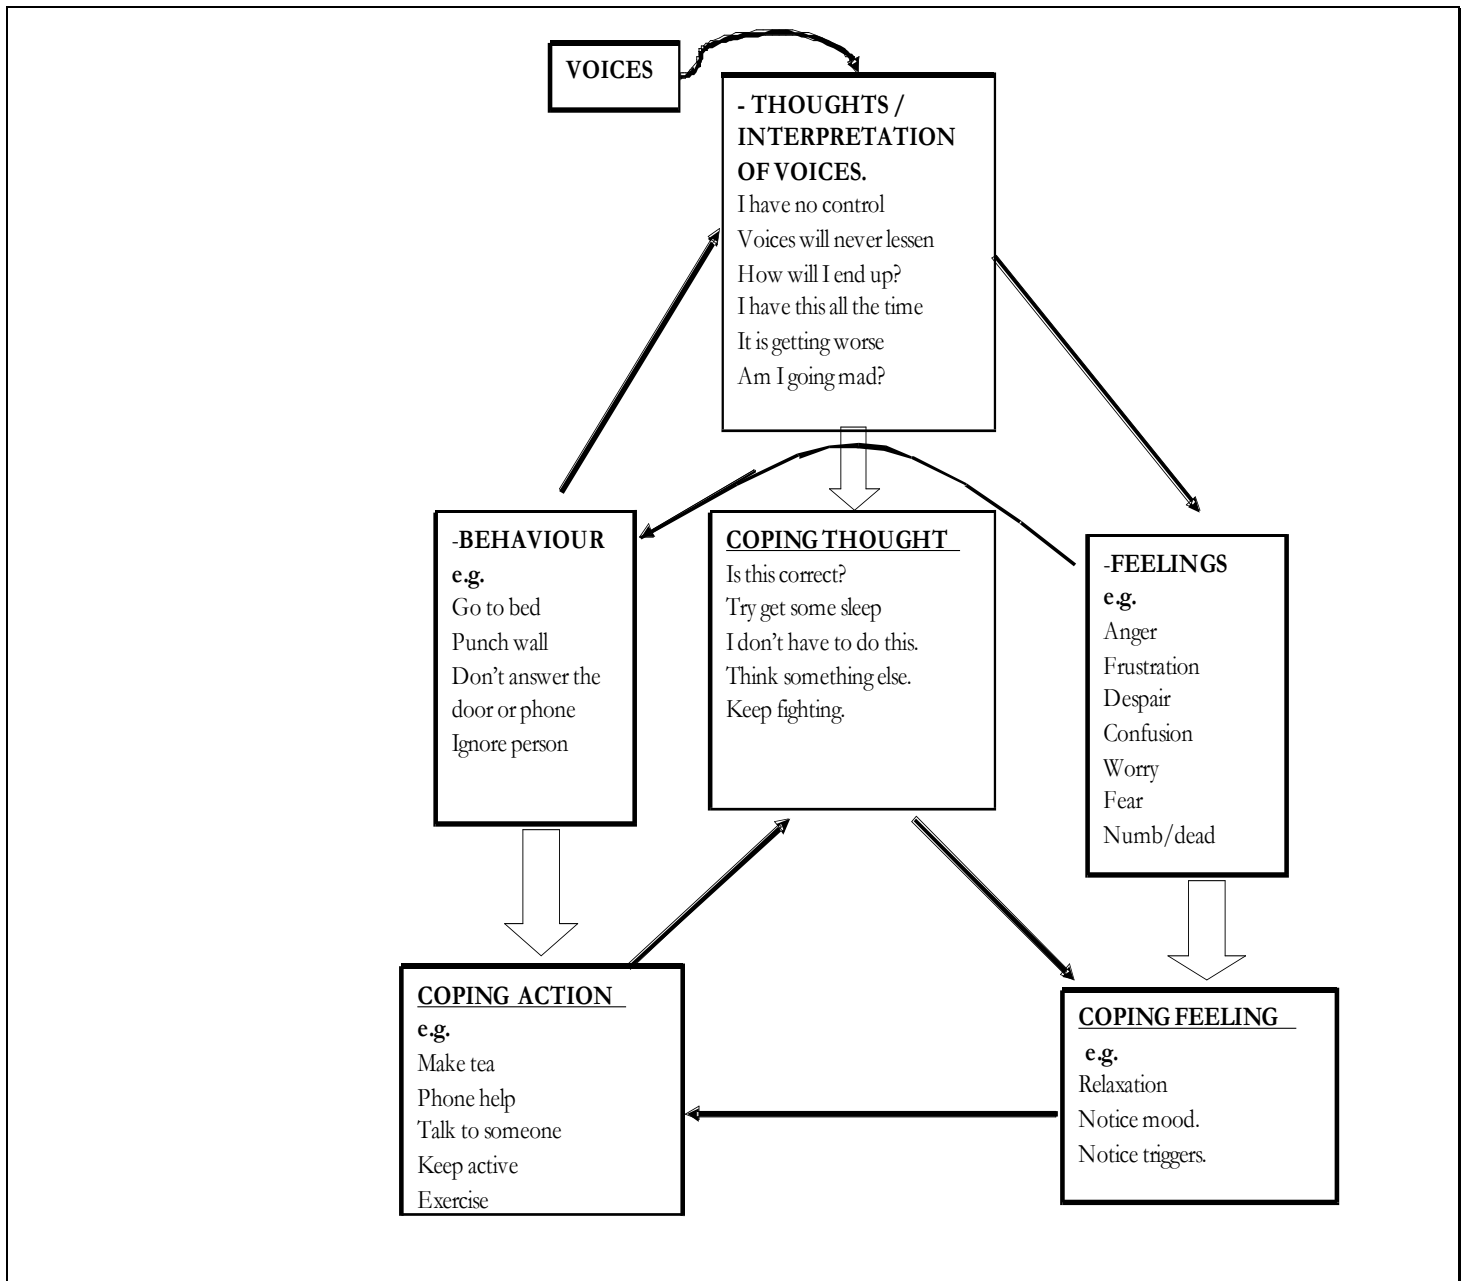 VOICES
- THOUGHTS /
INTERPRETATION
OF VOICES.
I have no control
Voices will never lessen
How will I end up?
I have this all the time
It is getting worse
Am I going mad?
-BEHAVIOUR
e.g.
Go to bed
Punch wall
Don’t answer the
door or phone
Ignore person
COPING THOUGHT
Is this correct?
Try get some sleep
I don’t have to do this.
Think something else.
Keep fighting.
-FEELINGS
e.g.
Anger
Frustration
Despair
Confusion
Worry
Fear
Numb/dead
COPING ACTION
e.g.
Make tea
Phone help
Talk to someone
Keep active
Exercise
COPING FEELING
e.g.
Relaxation
Notice mood.
Notice triggers.